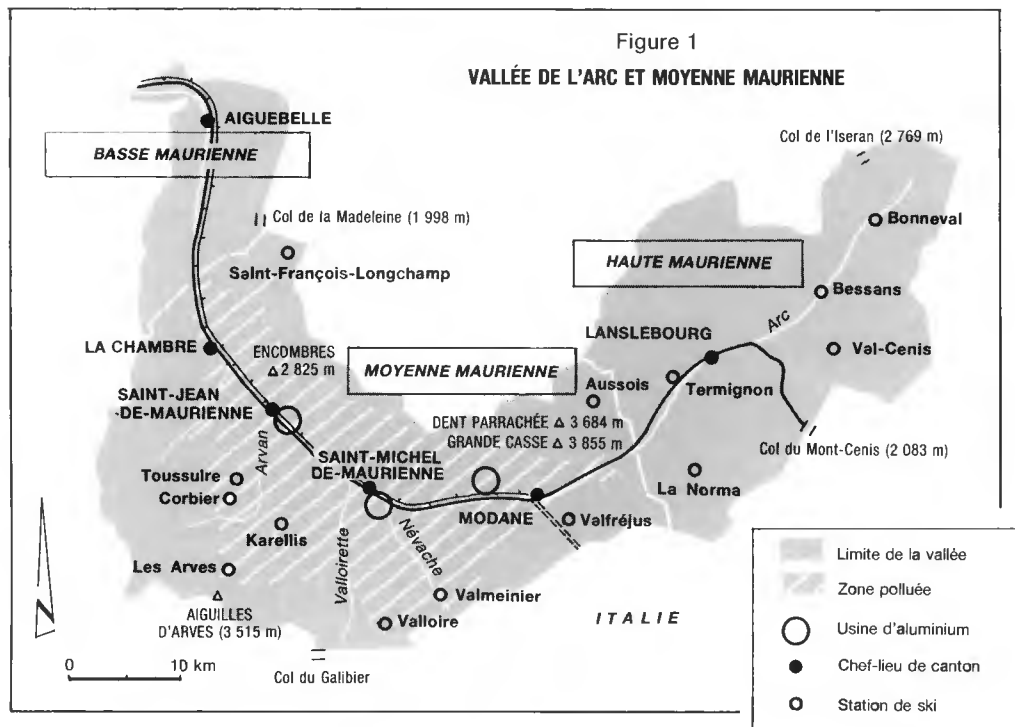 Figure 1
VALLÉE DE L'ARC ET MOYENNE MAURIENNE
AIGUEBELLE
BASSE MAURIENNE
Col de l'Iseran (2 769 m)
Col de la Madeleine (1 998 m)
Bonneval
Saint-François-Longchamp
HAUTE MAURIENNE
Bessans
Arc
LANSLEBOURG
LA CHAMBRE
ENCOMBRES
2 825 m
MOYENNE MAURIENNE
Val-Cenis
Aussois
Termignon
SAINT-JEAN
-DE-MAURIENNE
DENT PARRACHÉE 3 684 m
GRANDE CASSE 3 855 m
Col du Mont-Cenis (2 083 m)
Arvan
SAINT-MICHEL
DE-MAURIENNE
Toussuire
Corbier
La Norma
MODANE
Valfréjus
Karellis
Névache
Valloirette
Les Arves
Valmeinier
Valloire
AIGUILLES
D'ARVES (3 515 m)
ITALIE
N
0 10 km
Col du Galibier
Limite de la vallée
Zone polluée
Usine d'aluminium
Chef-lieu de canton
Station de ski